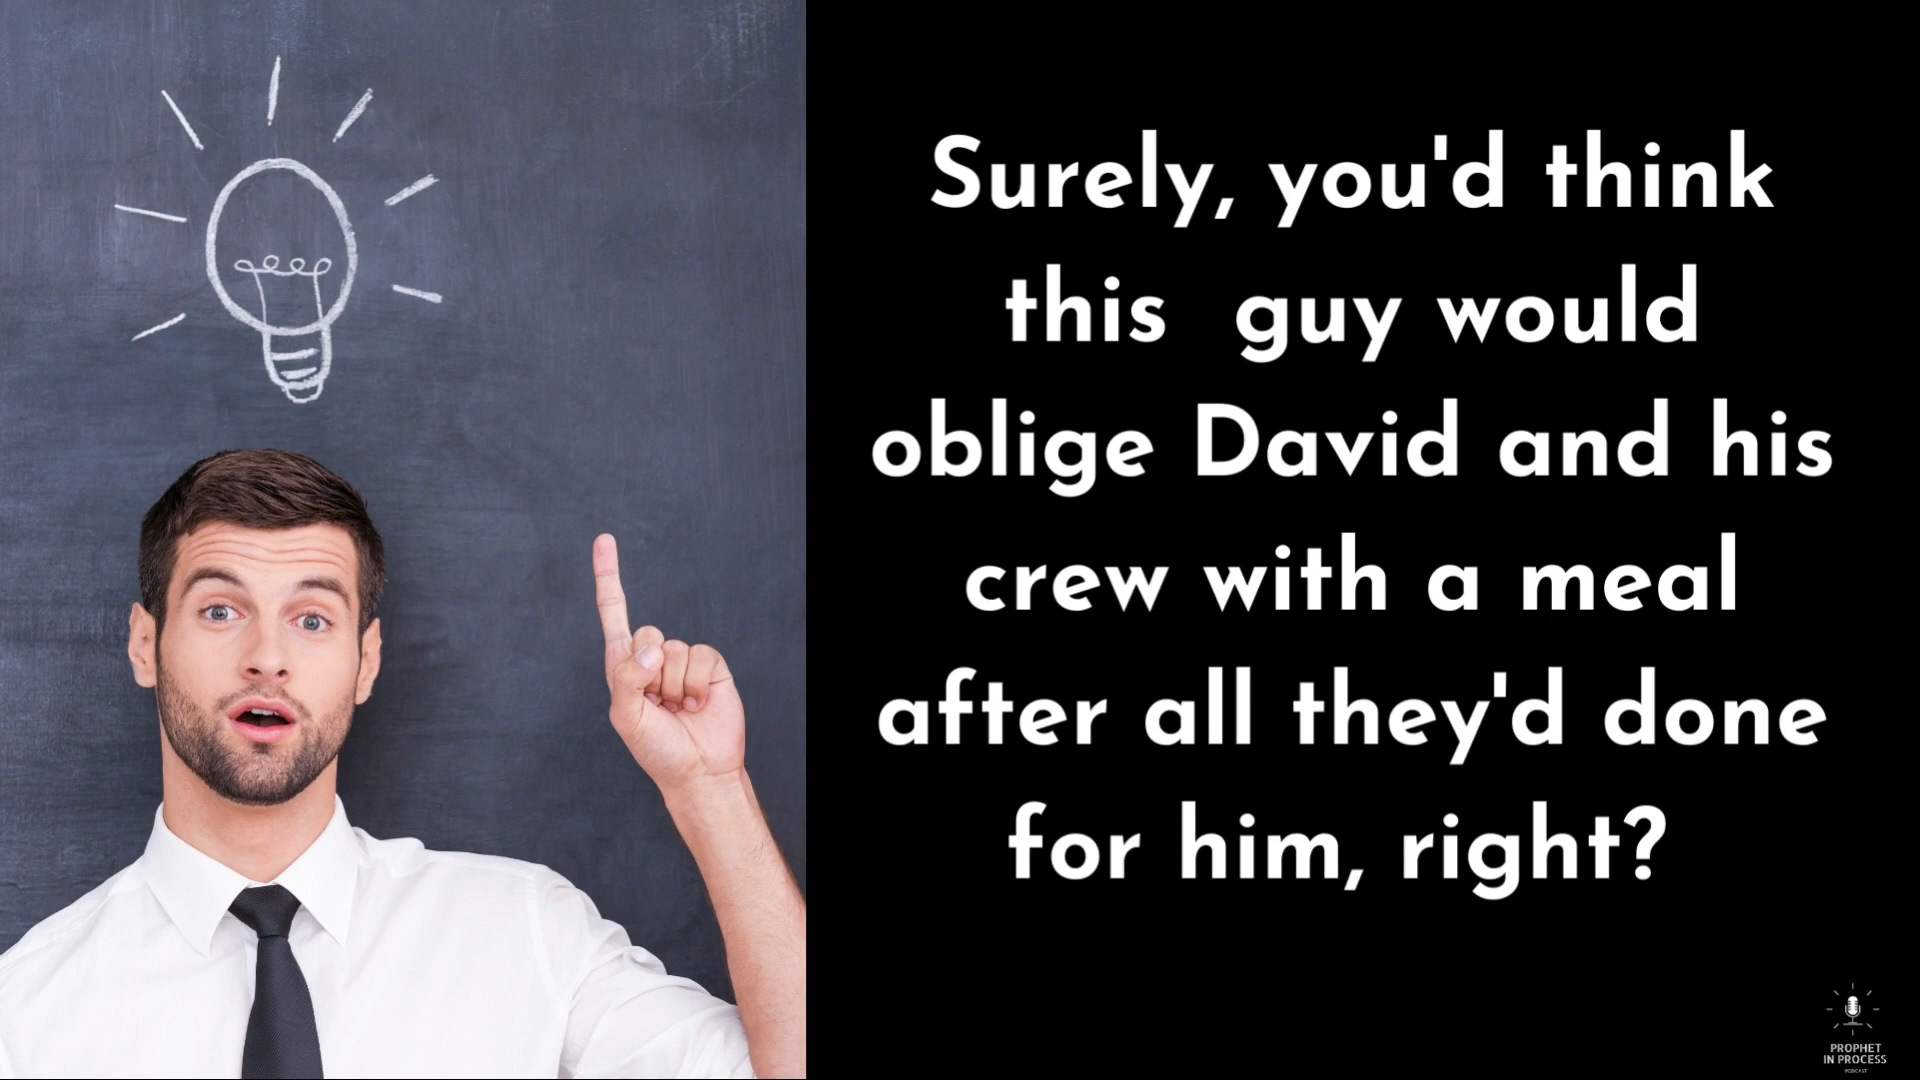 Surely, you'd think
this  guy would
oblige David and his
crew with a meal
after all they'd done
for him, right?
PROPHET
IN PROCESS
PODCAST